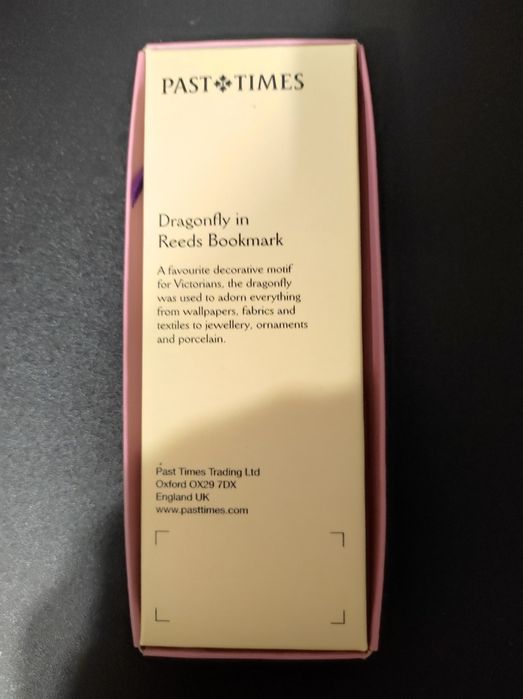 PAST TIMES
Dragonfly in
Reeds Bookmark
A favourite decorative motif
for Victorians, the dragonfly
was used to adorn everything
from wallpapers, fabrics and
textiles to jewellery, ornaments
and porcelain.
Past Times Trading Ltd
Oxford OX29 7DX
England UK
www.pasttimes.com